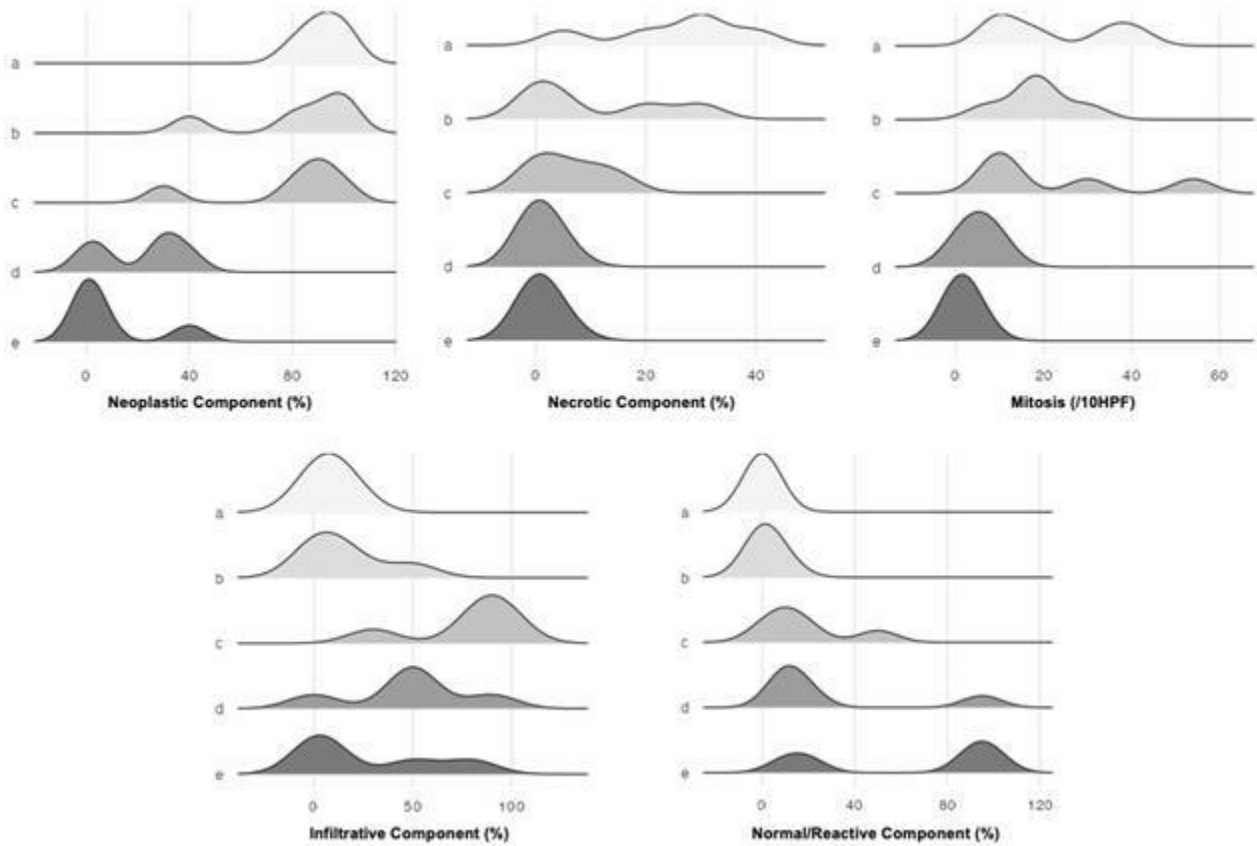 a
b
c
d
e
0 40 80 120
Neoplastic Component (%)
a
b
c
d
e
0 20 40
Necrotic Component (%)
a
b
c
d
e
0 20 40 60
Mitosis (/10HPF)
a
b
c
d
e
0 50 100
Infiltrative Component (%)
a
b
c
d
e
0 40 80 120
Normal/Reactive Component (%)